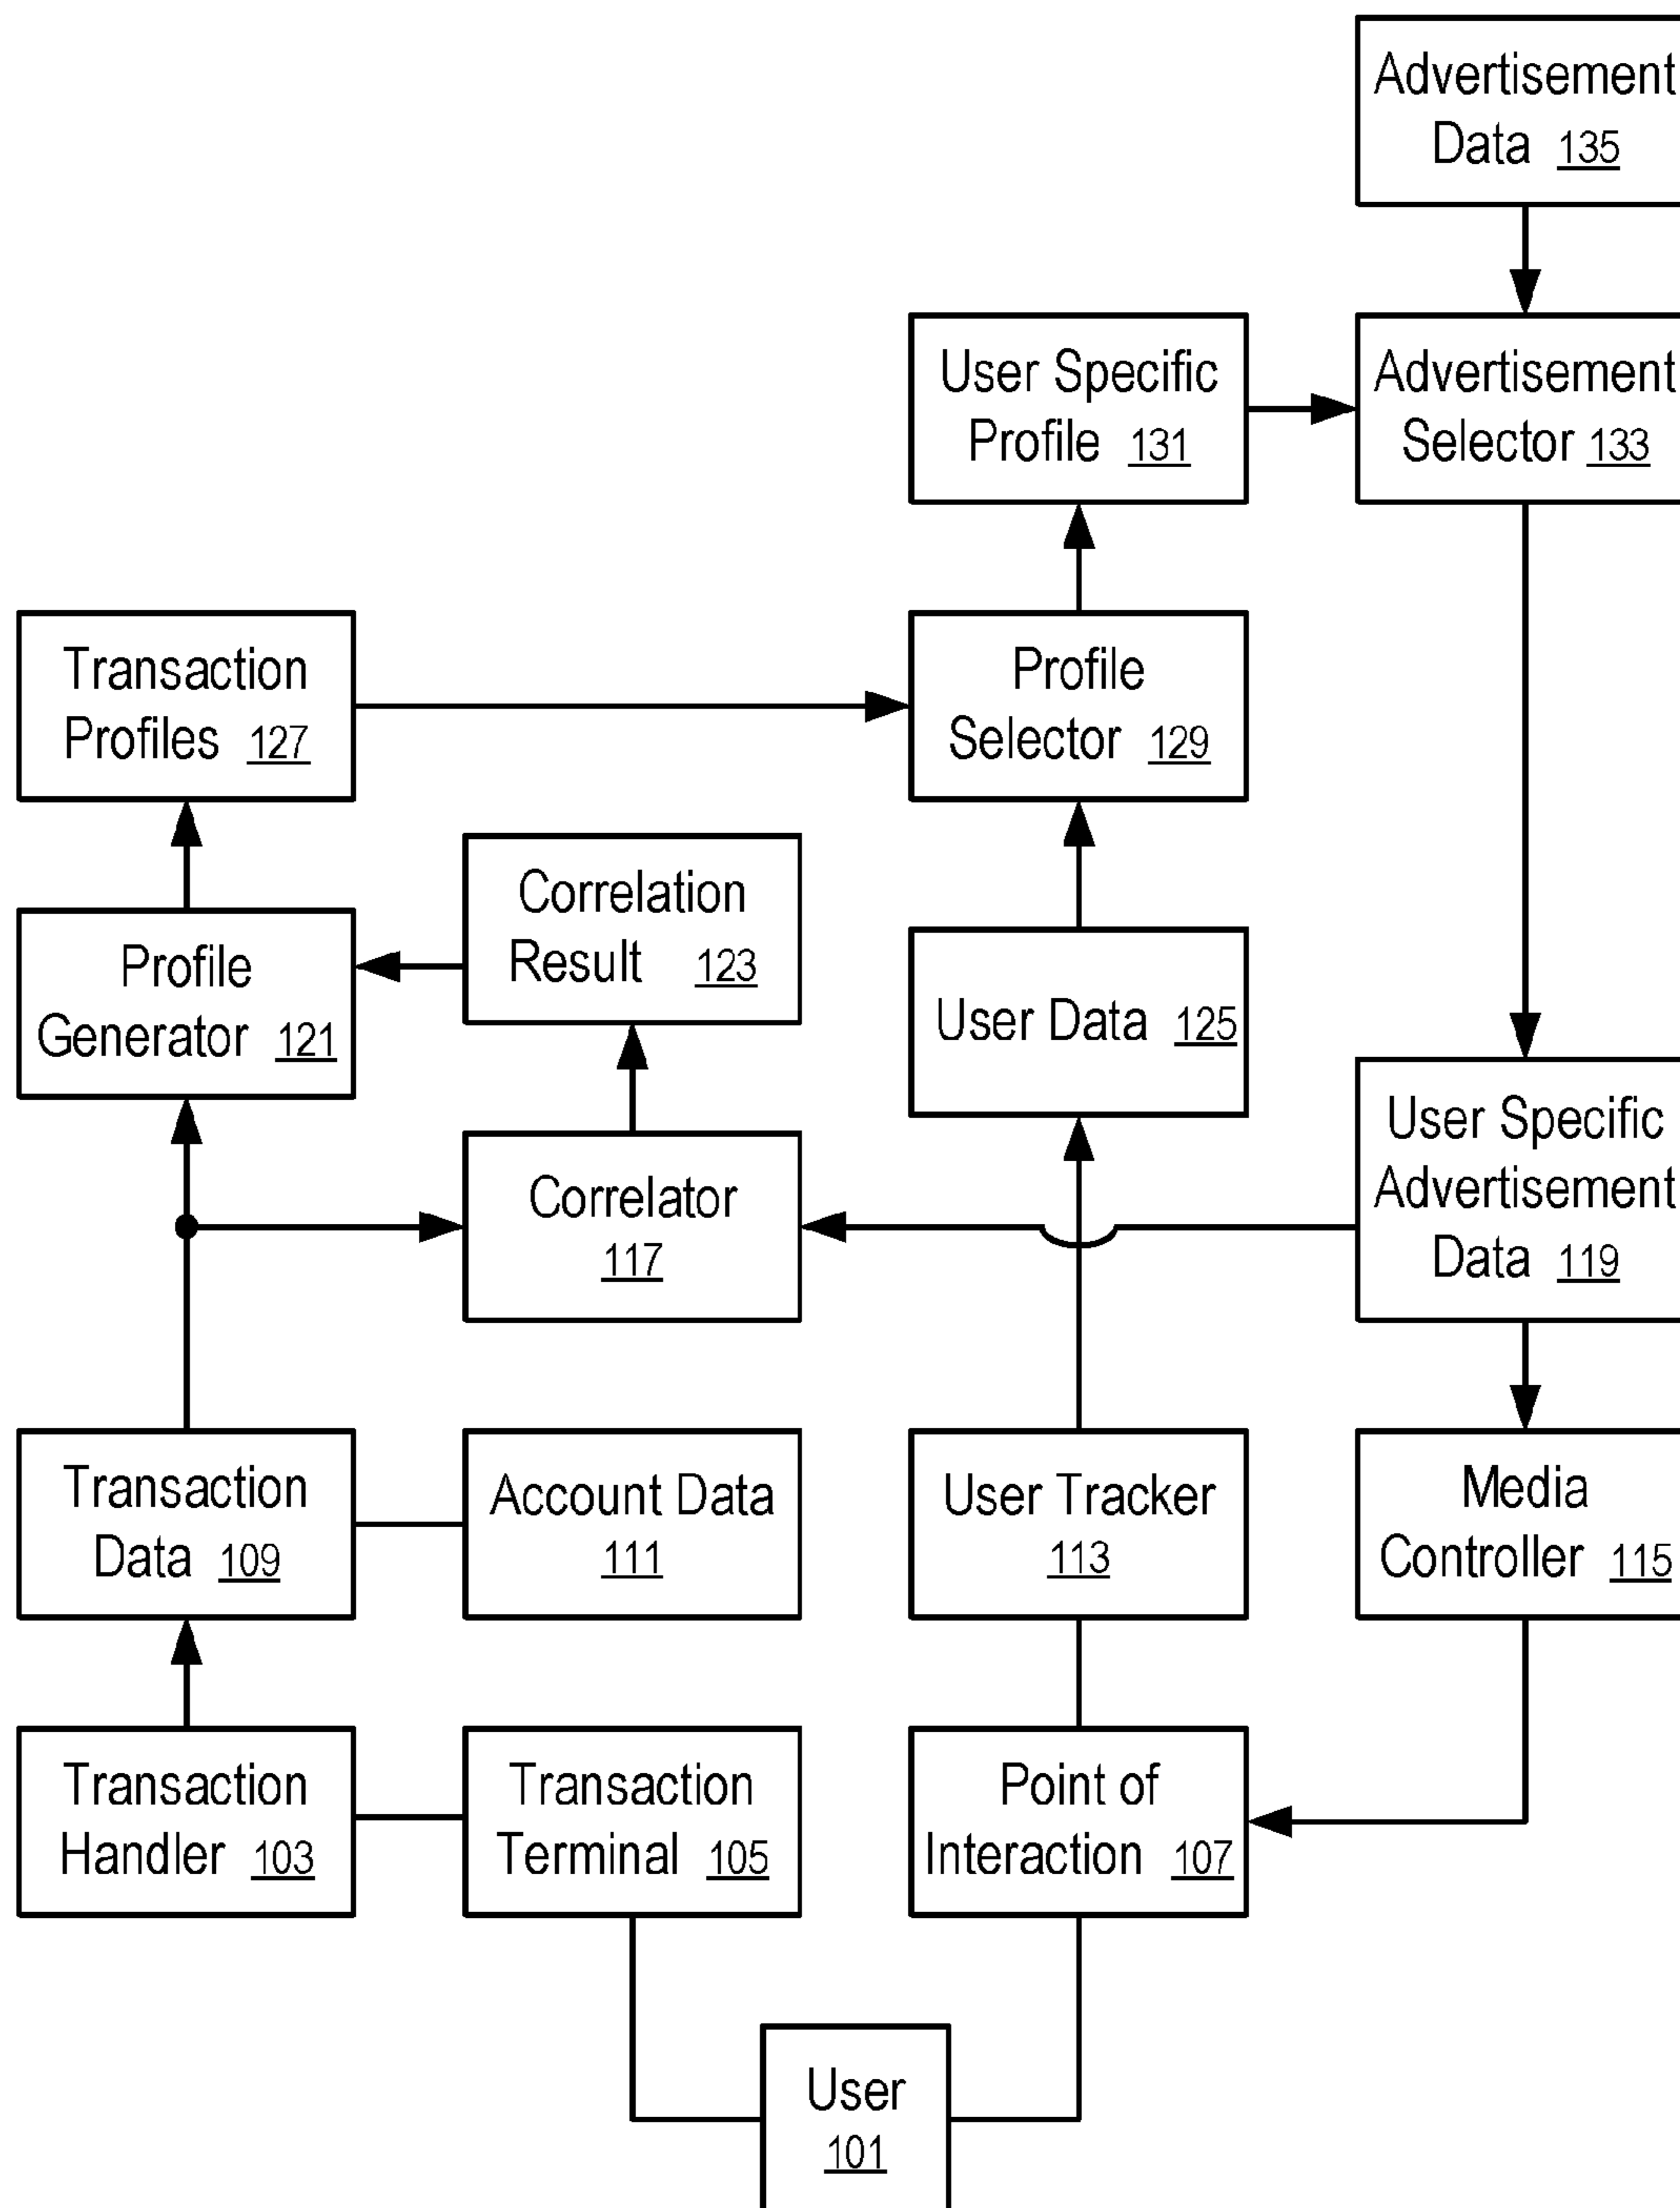 Advertisement
Data 135
User Specific
Profile 131
Advertisement
Selector 133
Transaction
Profiles 127
Profile
Selector 129
Correlation
Result 123
Profile
Generator 121
User Data 125
User Specific
Advertisement
Data 119
Correlator
117
Transaction
Data 109
Account Data
111
User Tracker
113
Media
Controller 115
Transaction
Handler 103
Transaction
Terminal 105
Point of
Interaction 107
User
101